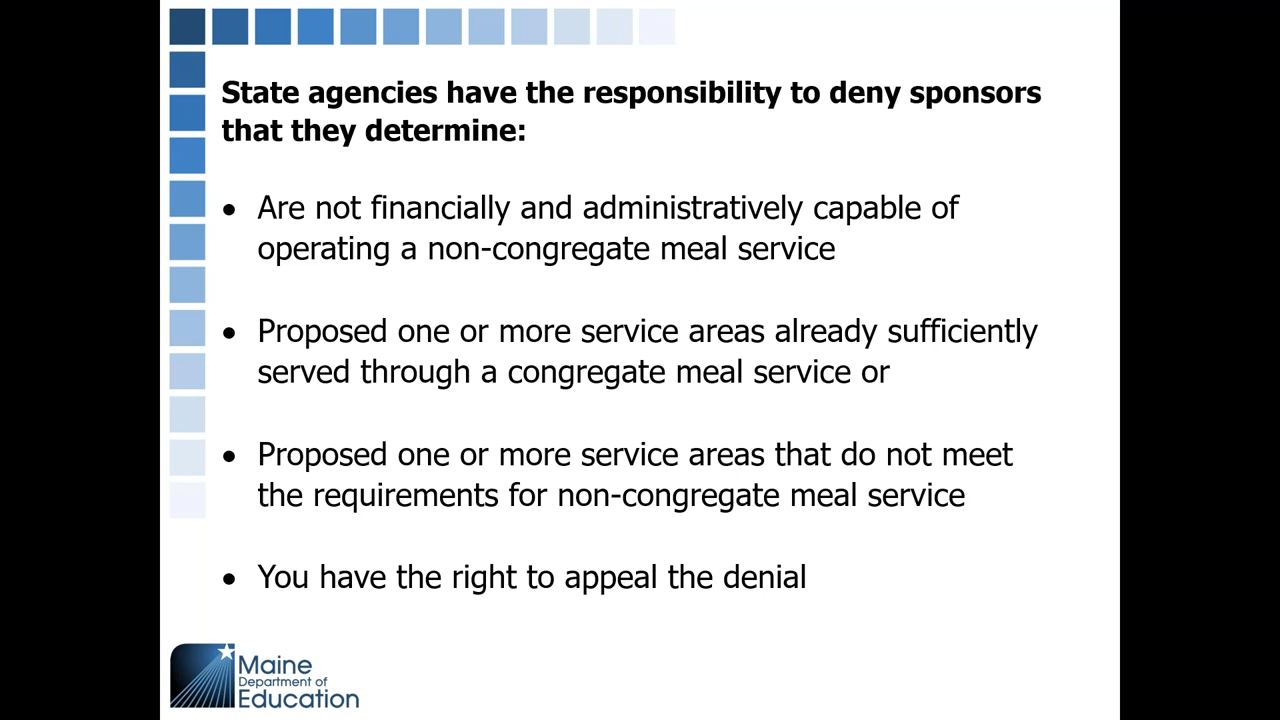 State agencies have the responsibility to deny sponsors
that they determine:
• Are not financially and administratively capable of
operating a non-congregate meal service
• Proposed one or more service areas already sufficiently
served through a congregate meal service or
• Proposed one or more service areas that do not meet
the requirements for non-congregate meal service
• You have the right to appeal the denial
Maine
Department of
Education